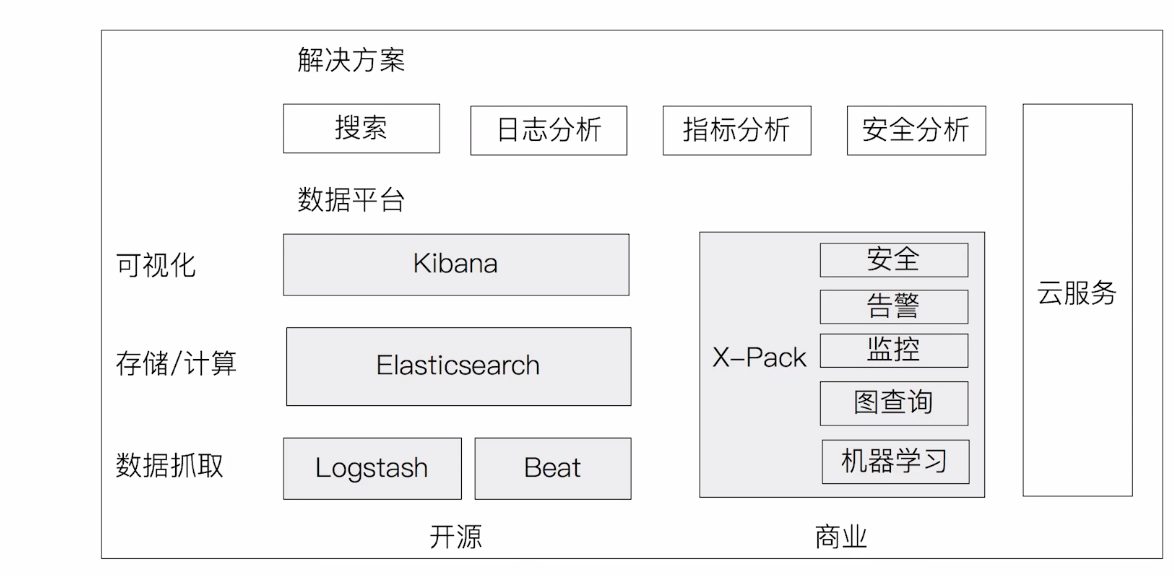 解决方案
搜索
日志分析
指标分析
安全分析
数据平台
可视化
Kibana
存储/计算
Elasticsearch
数据抓取
Logstash
Beat
X-Pack
安全
告警
监控
图查询
机器学习
云服务
开源
商业